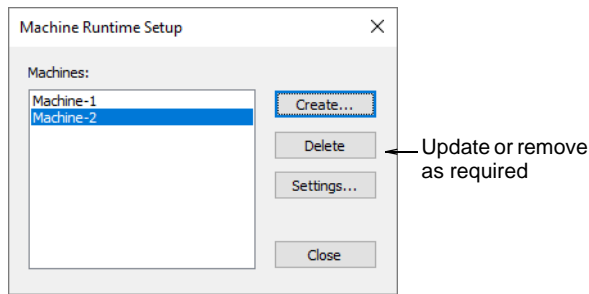 Machine Runtime Setup
Machines:
Machine-1
Machine-2
Create...
Delete
Settings...
Close
Update or remove
as required